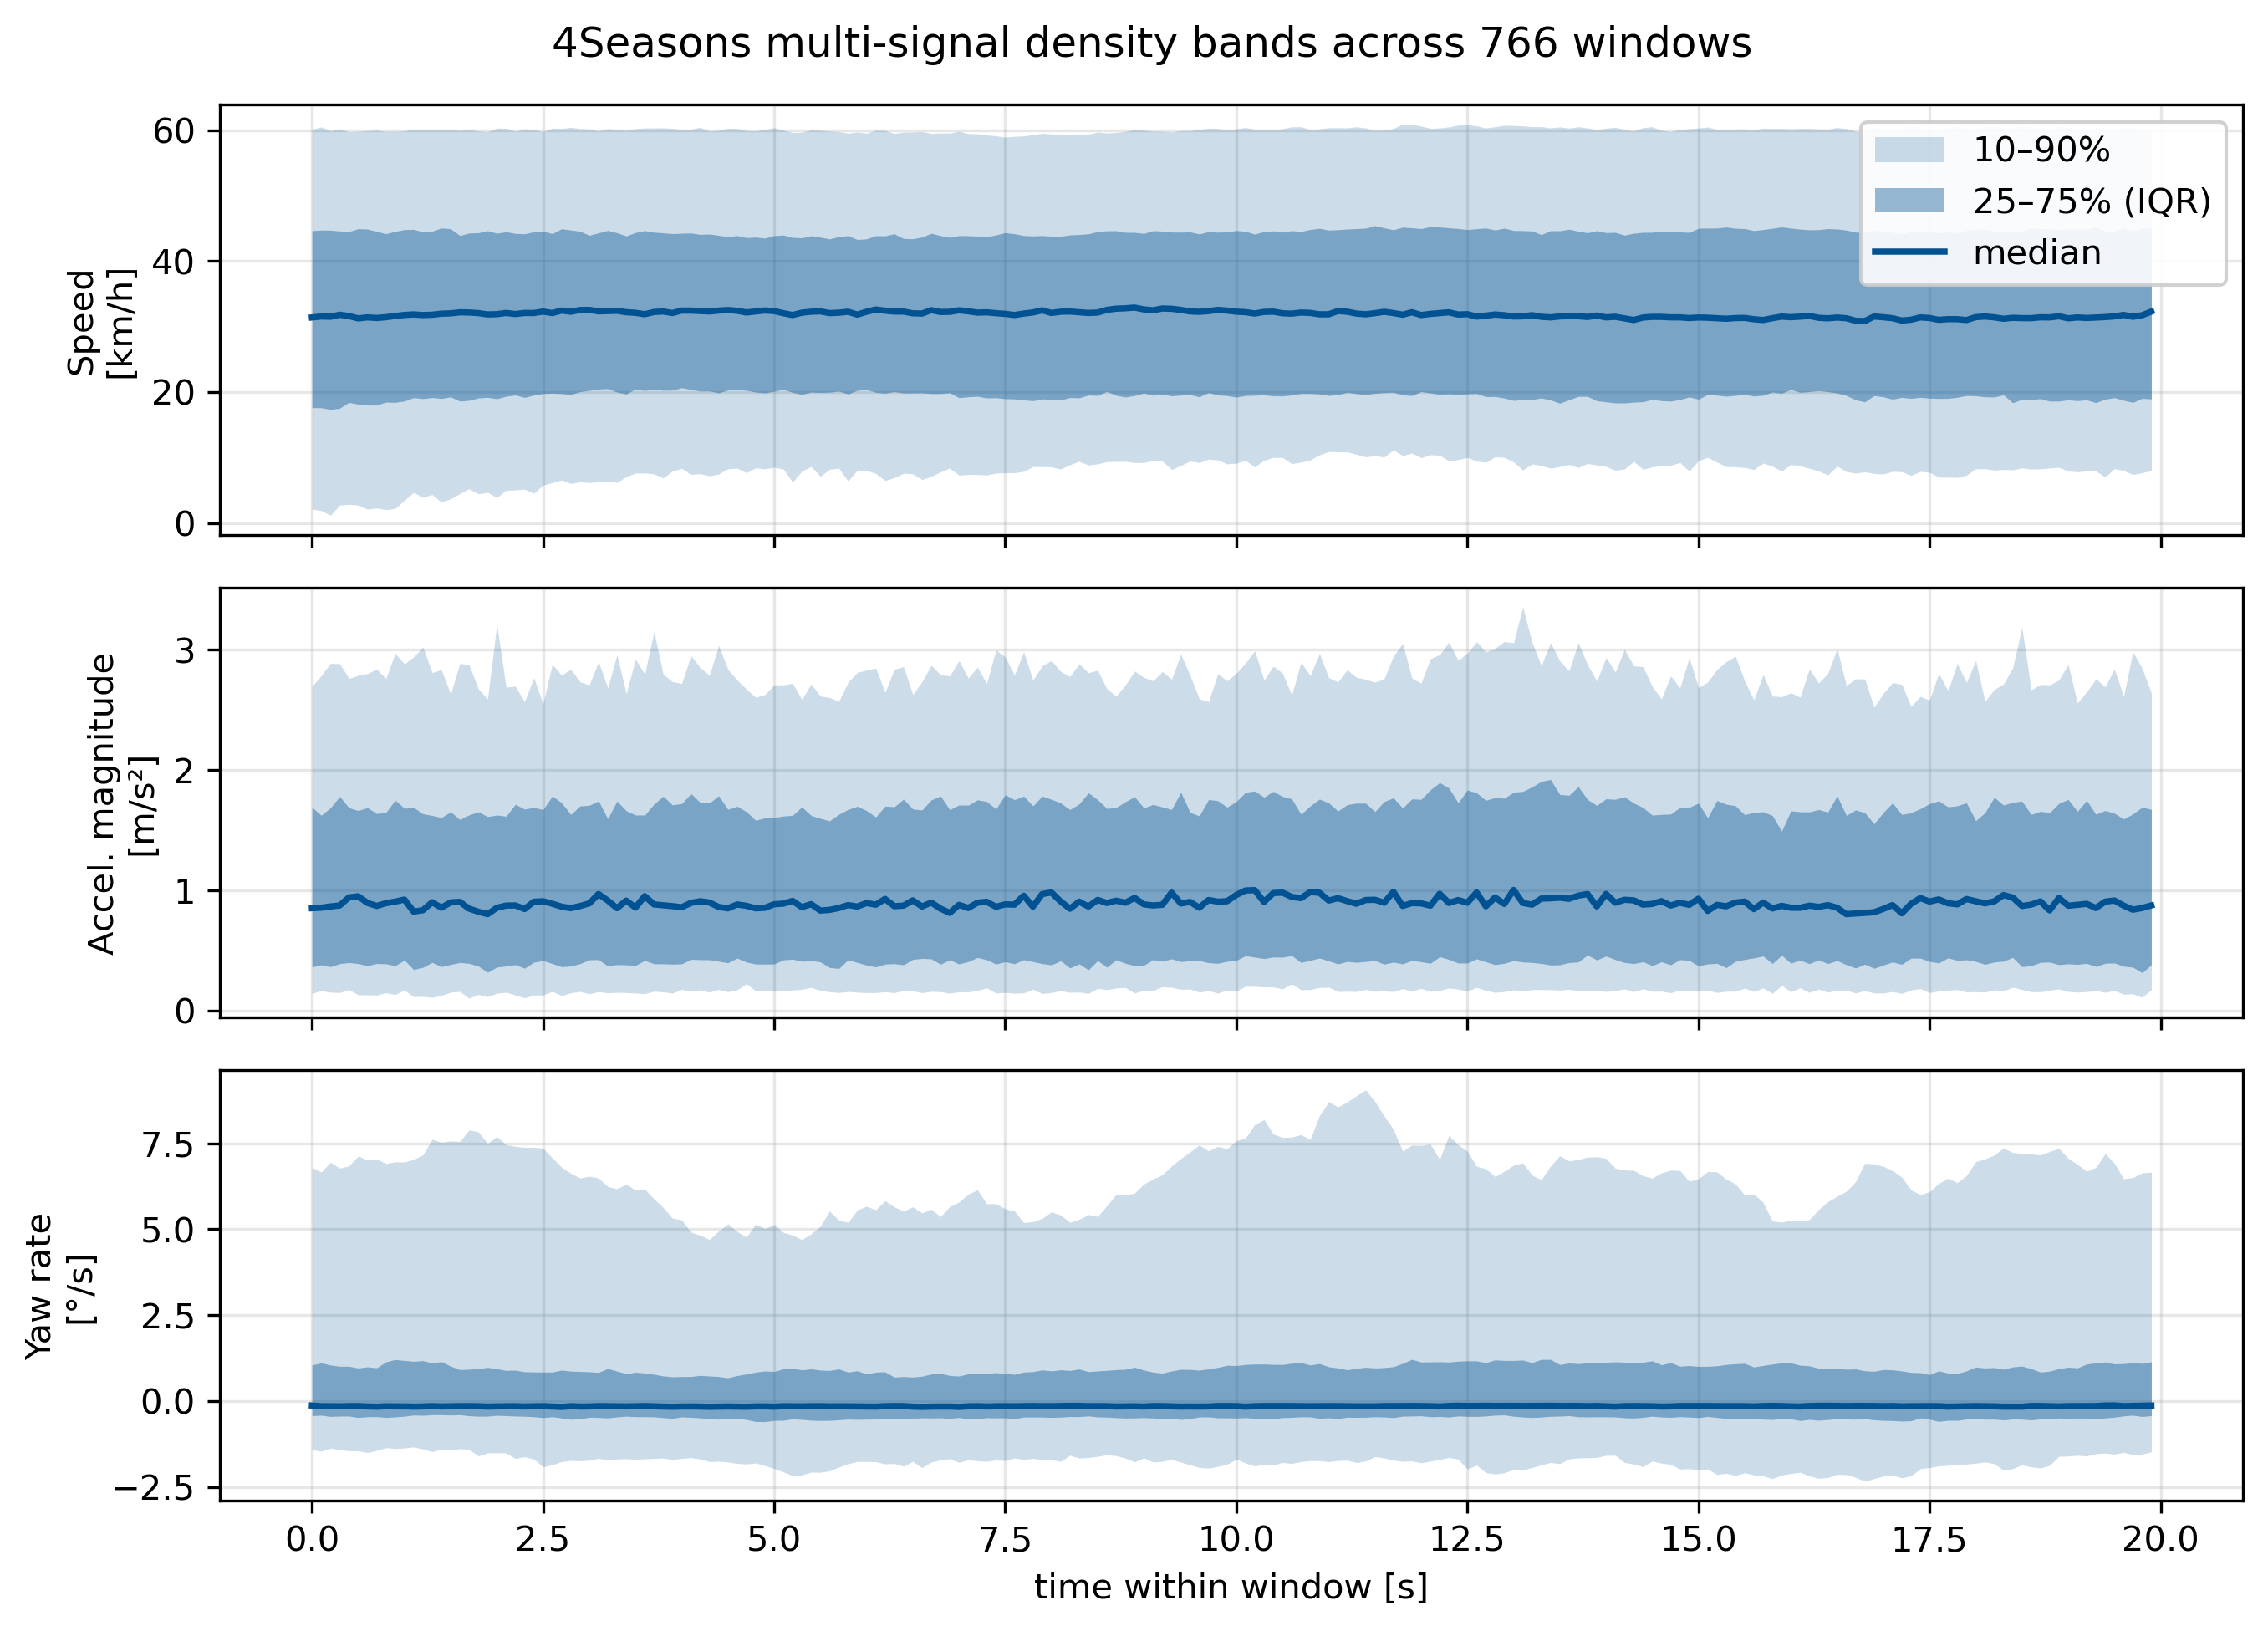 4Seasons multi-signal density bands across 766 windows
60
40
20
0
Speed
[km/h]
10–90%
25–75% (IQR)
median
3
2
1
0
Accel. magnitude
[m/s²]
7.5
5.0
2.5
0.0
−2.5
Yaw rate
[°/s]
0.0 2.5 5.0 7.5 10.0 12.5 15.0 17.5 20.0
time within window [s]